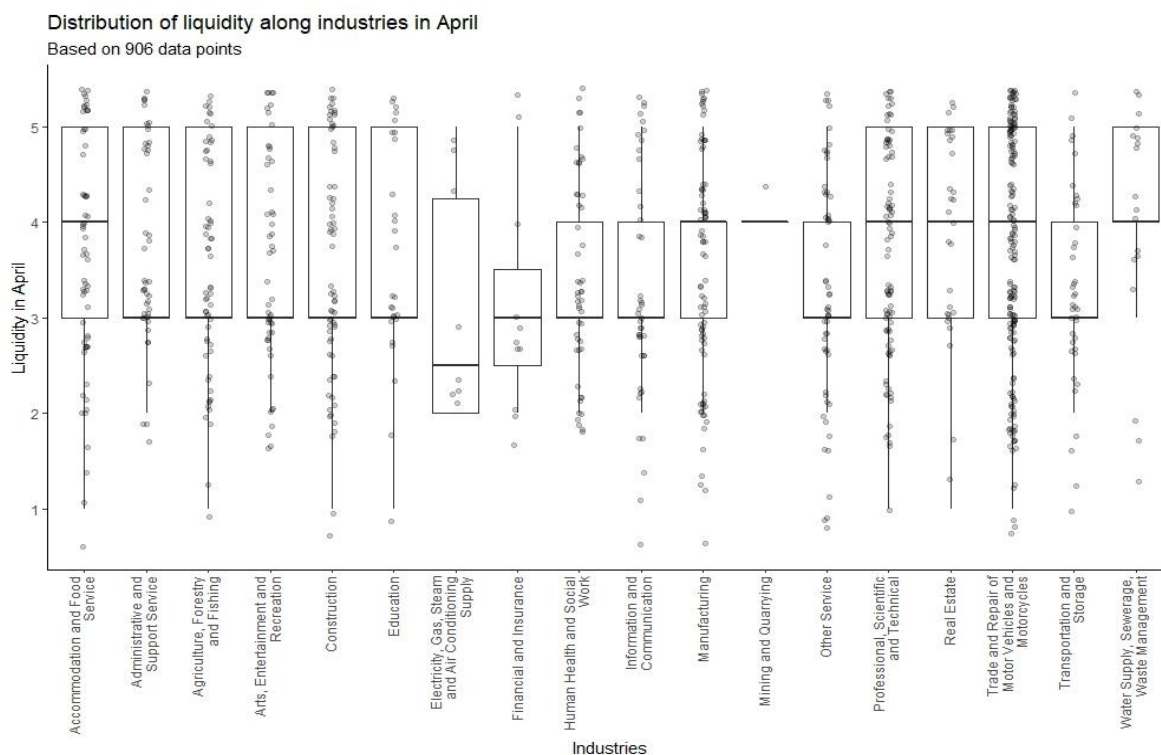 Distribution of liquidity along industries in April
Based on 906 data points
Liquidity in April
5
4
3
2
1
Accommodation and Food
Service
Administrative and
Support Service
Agriculture, Forestry
and Fishing
Arts, Entertainment and
Recreation
Construction
Education
Electricity, Gas, Steam
and Air Conditioning
Supply
Financial and Insurance
Human Health and Social
Work
Information and
Communication
Manufacturing
Mining and Quarrying
Other Service
Professional, Scientific
and Technical
Real Estate
Trade and Repair of
Motor Vehicles and
Motorcycles
Transportation and
Storage
Water Supply, Sewerage,
Waste Management
Industries